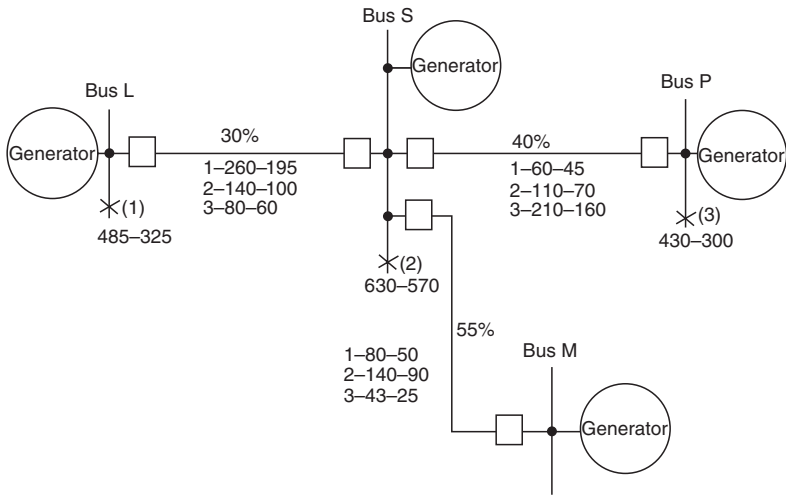 Bus S
Generator
Bus L
Bus P
Generator
30%
40%
Generator
1–260–195
2–140–100
3–80–60
1–60–45
2–110–70
3–210–160
(1)
485–325
(3)
430–300
(2)
630–570
55%
1–80–50
2–140–90
3–43–25
Bus M
Generator